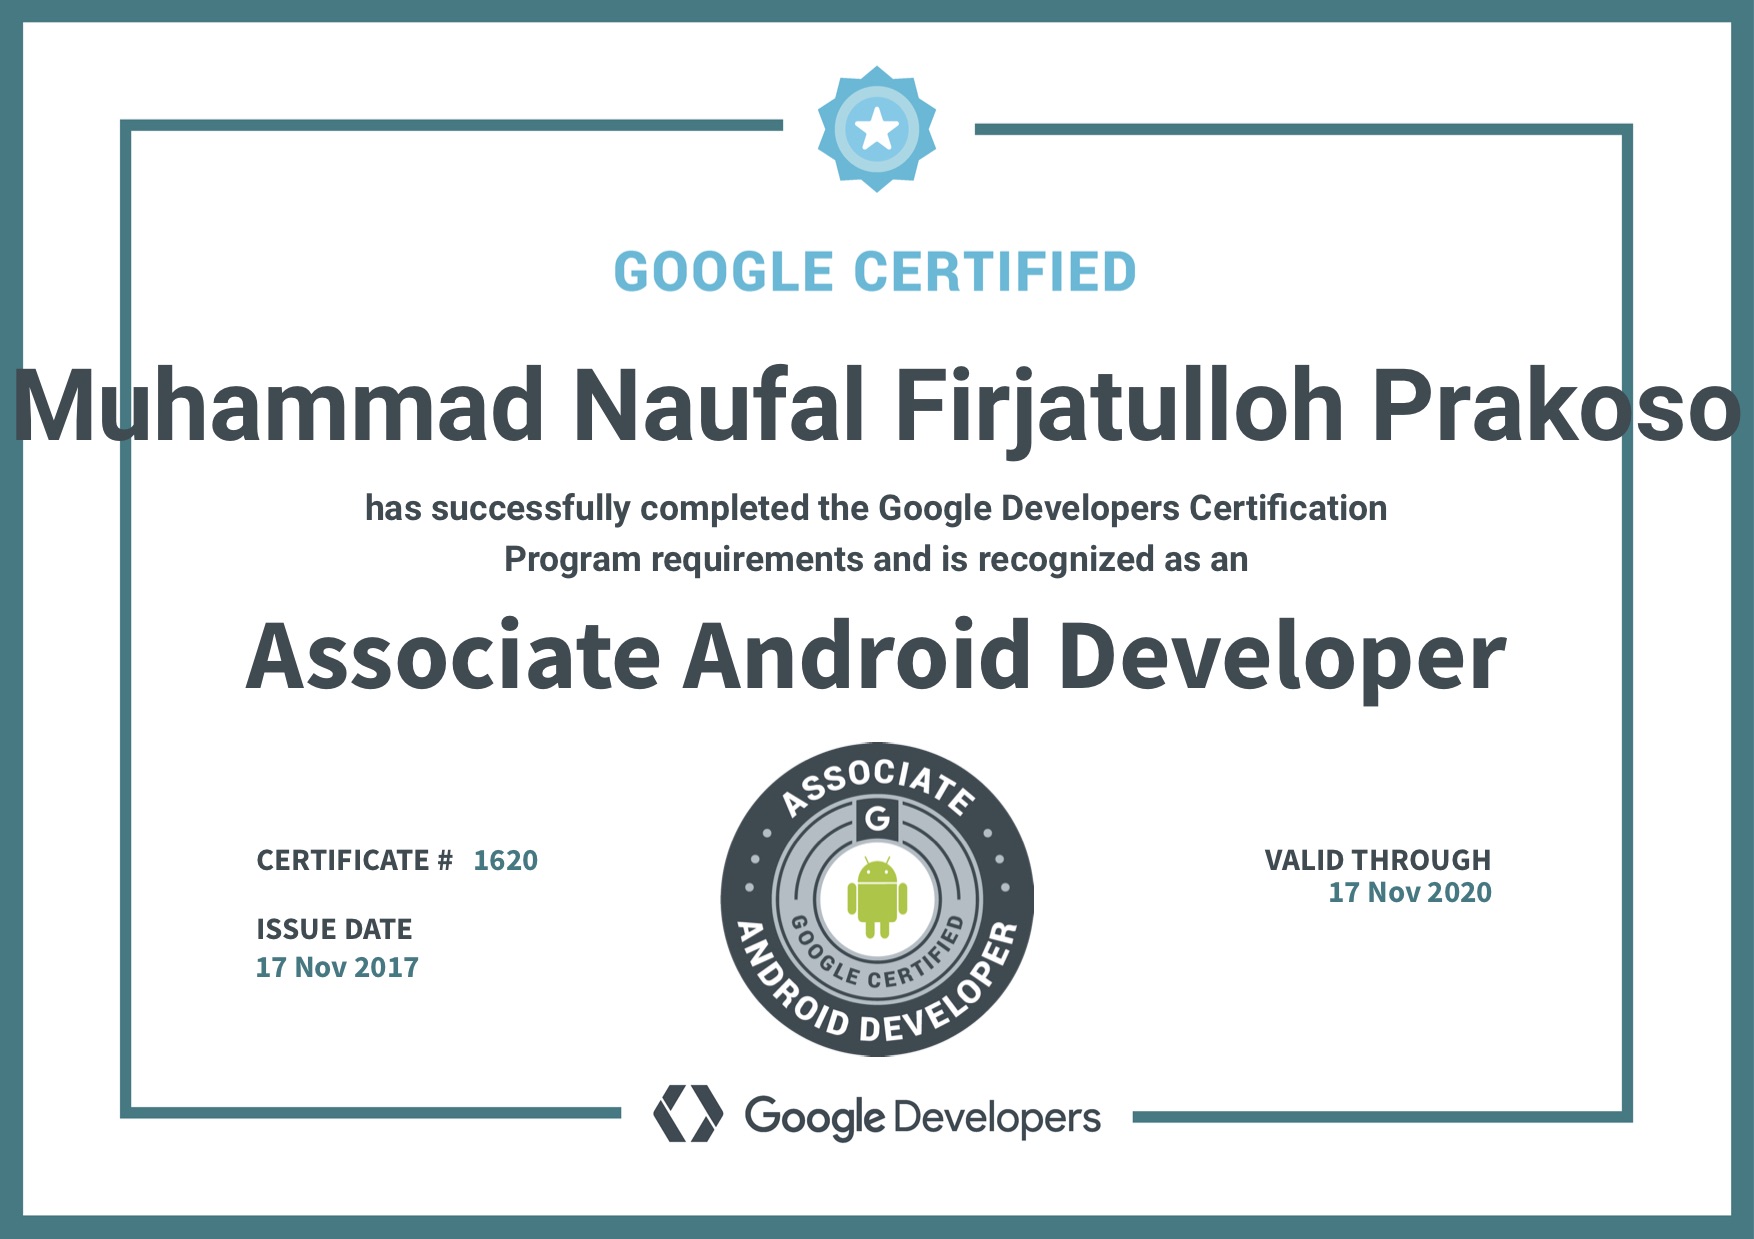 GOOGLE CERTIFIED
Muhammad Naufal Firjatulloh Prakoso
has successfully completed the Google Developers Certification
Program requirements and is recognized as an
Associate Android Developer
CERTIFICATE # 1620
ISSUE DATE
17 Nov 2017
ASSOCIATE
G
GOOGLE CERTIFIED
ANDROID DEVELOPER
VALID THROUGH
17 Nov 2020
Google Developers